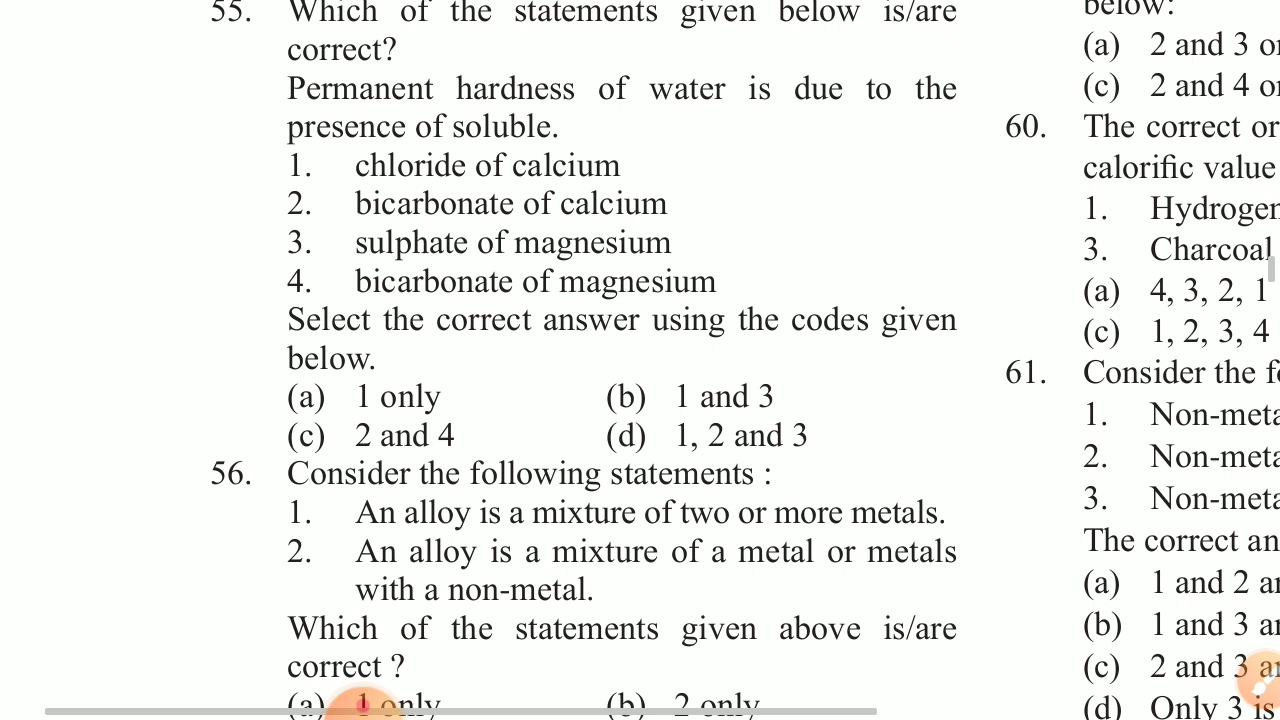 55. Which of the statements given below is/are
correct?
Permanent hardness of water is due to the
presence of soluble.
1. chloride of calcium
2. bicarbonate of calcium
3. sulphate of magnesium
4. bicarbonate of magnesium
Select the correct answer using the codes given
below.
(a) 1 only (b) 1 and 3
(c) 2 and 4 (d) 1, 2 and 3
56. Consider the following statements :
1. An alloy is a mixture of two or more metals.
2. An alloy is a mixture of a metal or metals
with a non-metal.
Which of the statements given above is/are
correct ?
(a) 1 only (b) 2 only
below:
(a) 2 and 3
(c) 2 and 4
60. The correct
calorific value
1. Hydrogen
3. Charcoal
(a) 4, 3, 2, 1
(c) 1, 2, 3, 4
61. Consider the
1.
2.
3.
The correct
(a) 1 and 2
(b) 1 and 3
(c) 2 and 3
(d) Only 3 is